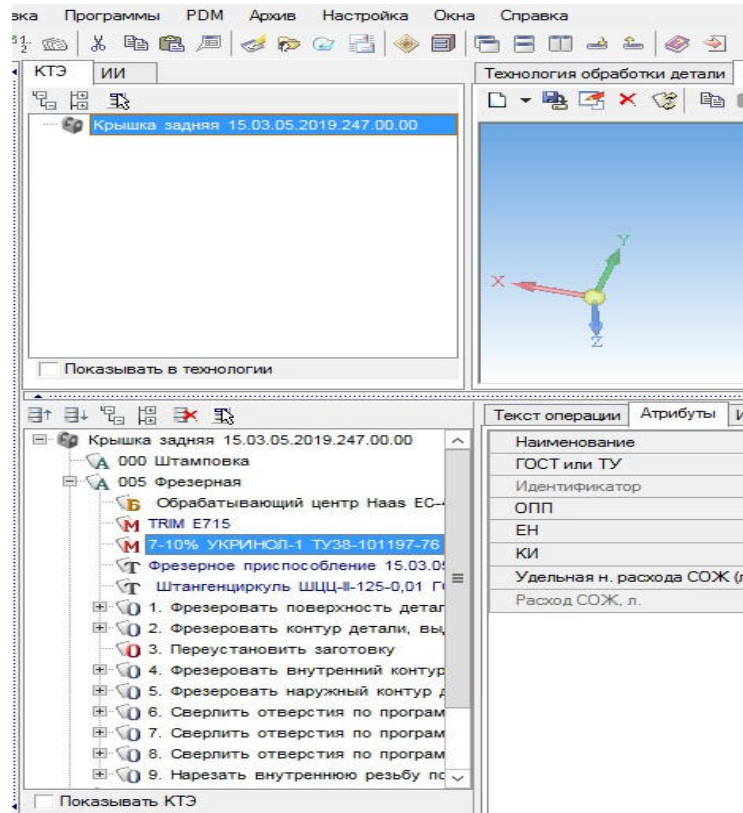 Программы PDM Архив Настройка Окна Справка
КТЭ ИИ
Технология обработки детали
Крышка задняя 15.03.05.2019.247.00.00
Y
X
Z
Показывать в технологии
Текст операции Атрибуты
Крышка задняя 15.03.05.2019.247.00.00
Наименование
А 000 Штамповка
ГОСТ или ТУ
А 005 Фрезерная
Идентификатор
Б Обрабатывающий центр Haas EC-
ОПП
М TRIM E715
ЕН
М 7-10% УКРИНОЛ-1 ТУ38-101197-76
КИ
Т Фрезерное приспособление 15.03.0
Удельная н. расхода СОЖ (л
Т Штангенциркуль ШЦЦ-II-125-0,01
Расход СОЖ, л.
О 1. Фрезеровать поверхность детал
О 2. Фрезеровать контур детали, вы
О 3. Переустановить заготовку
О 4. Фрезеровать внутренний контур
О 5. Фрезеровать наружный контур
О 6. Сверлить отверстия по програм
О 7. Сверлить отверстия по програм
О 8. Сверлить отверстия по програм
О 9. Нарезать внутреннюю резьбу по
Показывать КТЭ